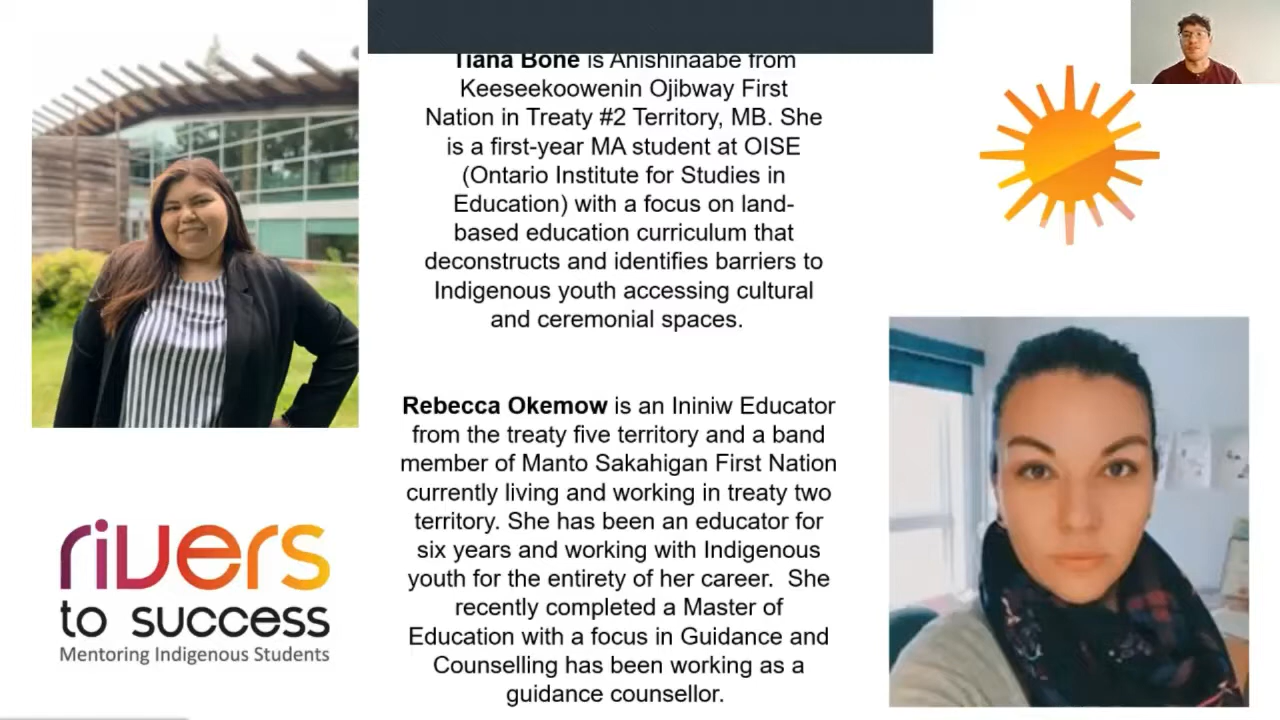 Tiana Bone is Anishinaabe from
Keeseekoowenin Ojibway First
Nation in Treaty #2 Territory, MB. She
is a first-year MA student at OISE
(Ontario Institute for Studies in
Education) with a focus on land-
based education curriculum that
deconstructs and identifies barriers to
Indigenous youth accessing cultural
and ceremonial spaces.
Rebecca Okemow is an Ininiw Educator
from the treaty five territory and a band
member of Manto Sakahigan First Nation
currently living and working in treaty two
territory. She has been an educator for
six years and working with Indigenous
youth for the entirety of her career.  She
recently completed a Master of
Education with a focus in Guidance and
Counselling has been working as a
guidance counsellor.
rivers
to success
Mentoring Indigenous Students